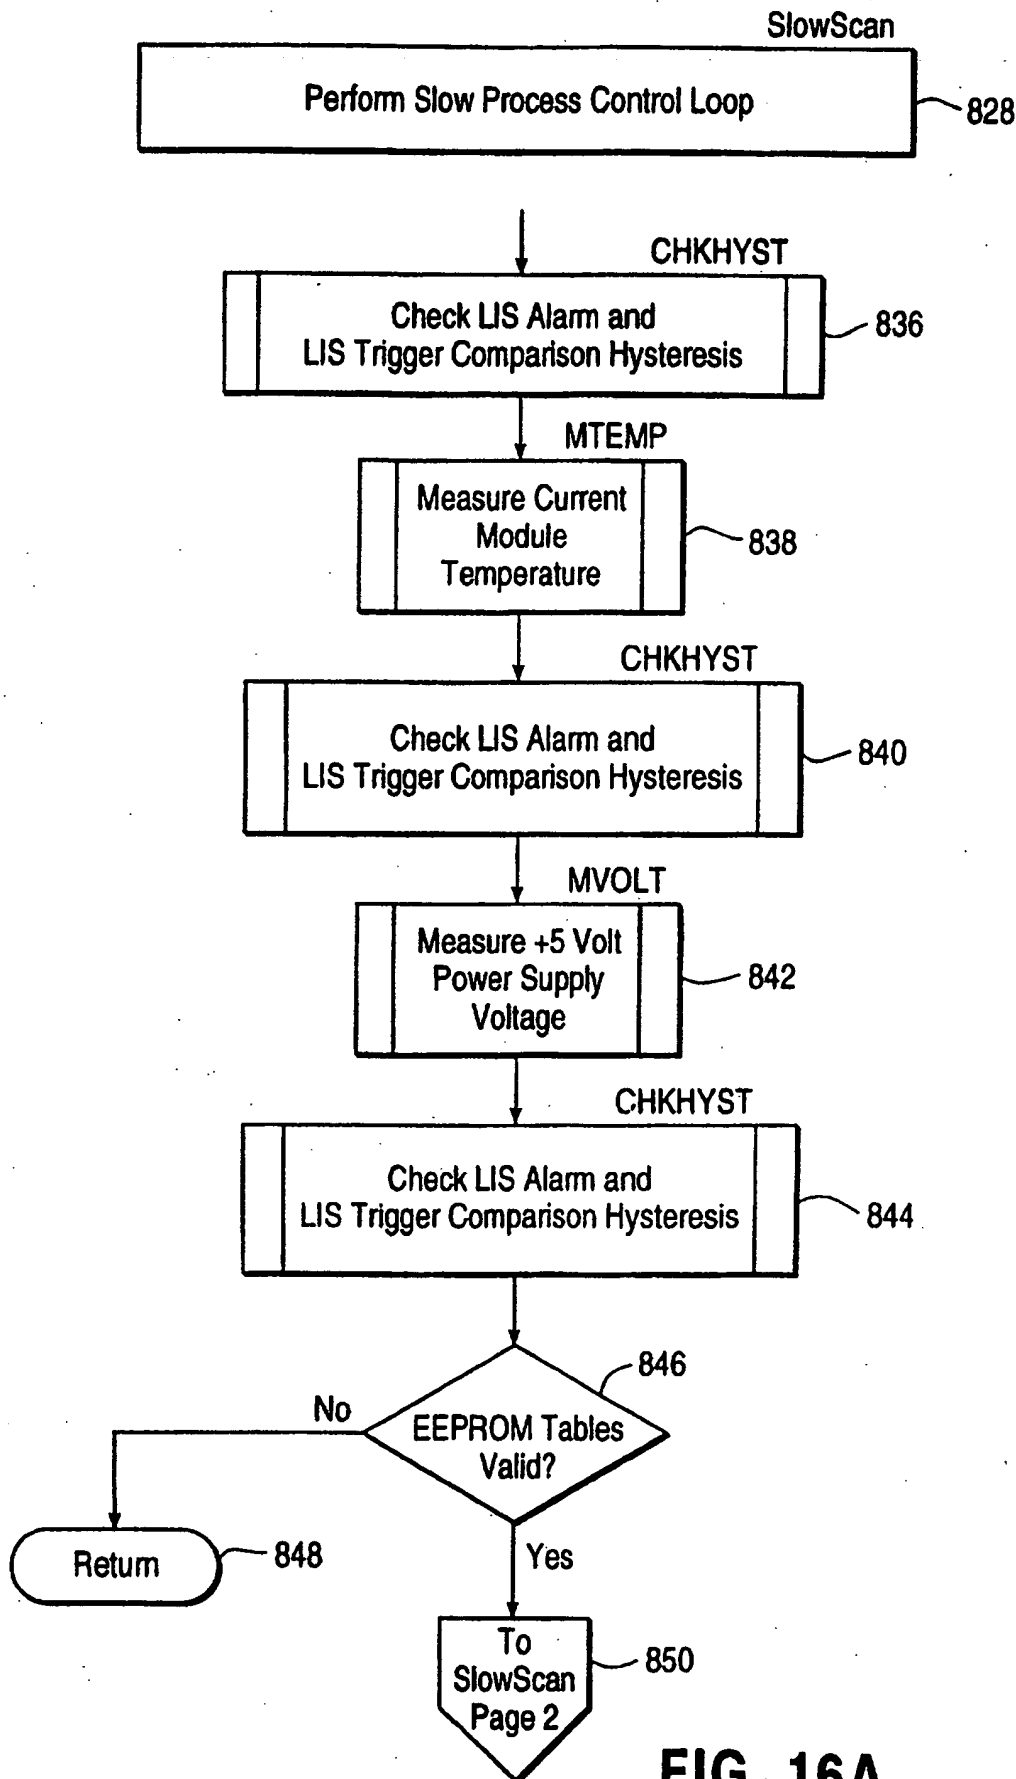 SlowScan
Perform Slow Process Control Loop
828
CHKHYST
Check LIS Alarm and
LIS Trigger Comparison Hysteresis
836
MTEMP
Measure Current
Module
Temperature
838
CHKHYST
Check LIS Alarm and
LIS Trigger Comparison Hysteresis
840
MVOLT
Measure +5 Volt
Power Supply
Voltage
842
CHKHYST
Check LIS Alarm and
LIS Trigger Comparison Hysteresis
844
846
No
EEPROM Tables
Valid?
Return
848
Yes
To
SlowScan
Page 2
850
FIG. 16A